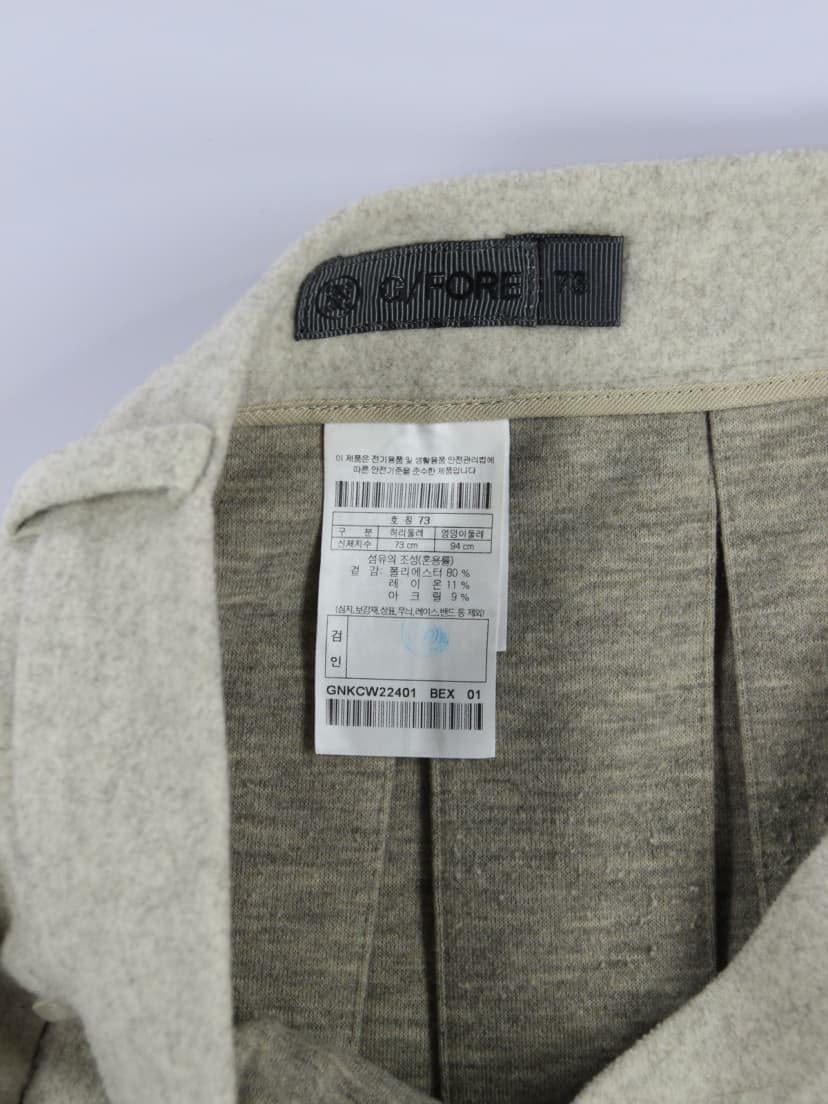 G/FORE 73
이 제품은 전기용품 및 생활용품 안전관리법에
따른 안전기준을 준수한 제품입니다
호 칭 73
구 분 허리둘레 엉덩이둘레
신체치수 73 cm 94 cm
섬유의 조성(혼용률)
겉 감: 폴리에스터 80 %
레 이 온 11 %
아 크 릴 9 %
(심지,보강재,상표,무늬,레이스,밴드 등 제외)
검
인
GNKCW22401 BEX 01